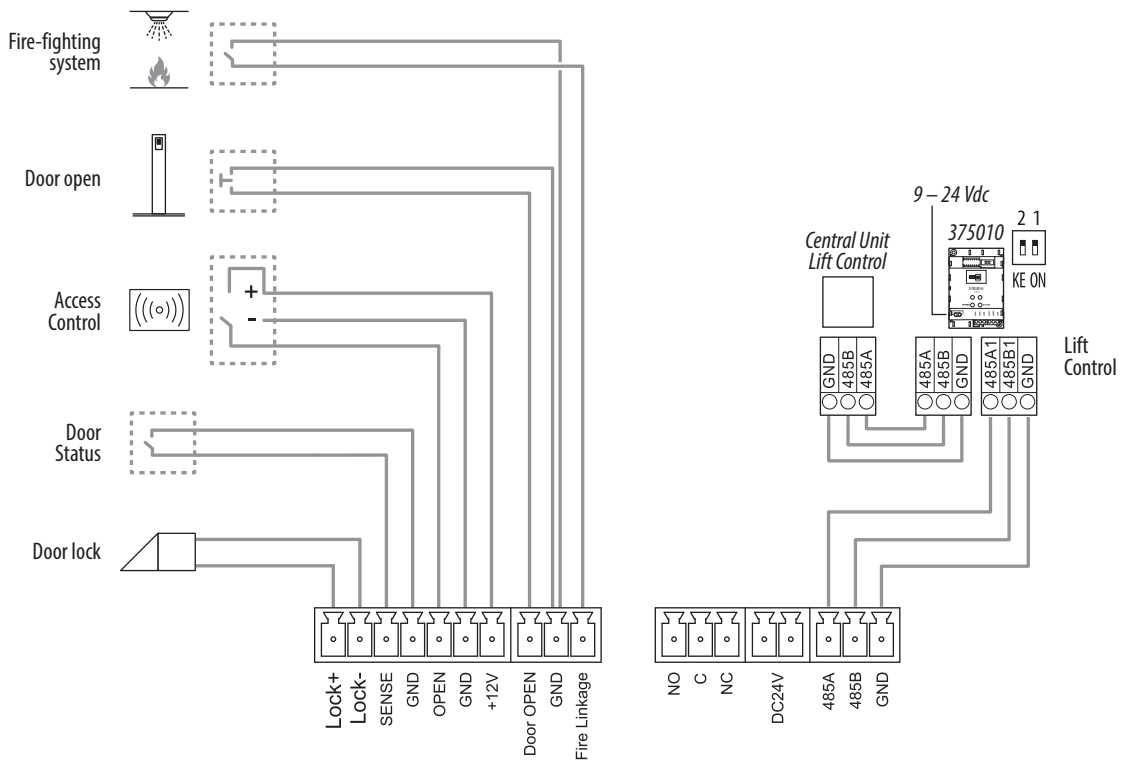 Fire-fighting
system
Door open
Access
Control
+
-
Door
Status
Door lock
Lock+
Lock-
SENSE
GND
OPEN
GND
+12V
Door OPEN
GND
Fire Linkage
9 – 24 Vdc
375010
2 1
KE ON
Central Unit
Lift Control
GND
485B
485A
485A
485B
GND
485A1
485B1
GND
Lift
Control
NO
C
NC
DC24V
485A
485B
GND